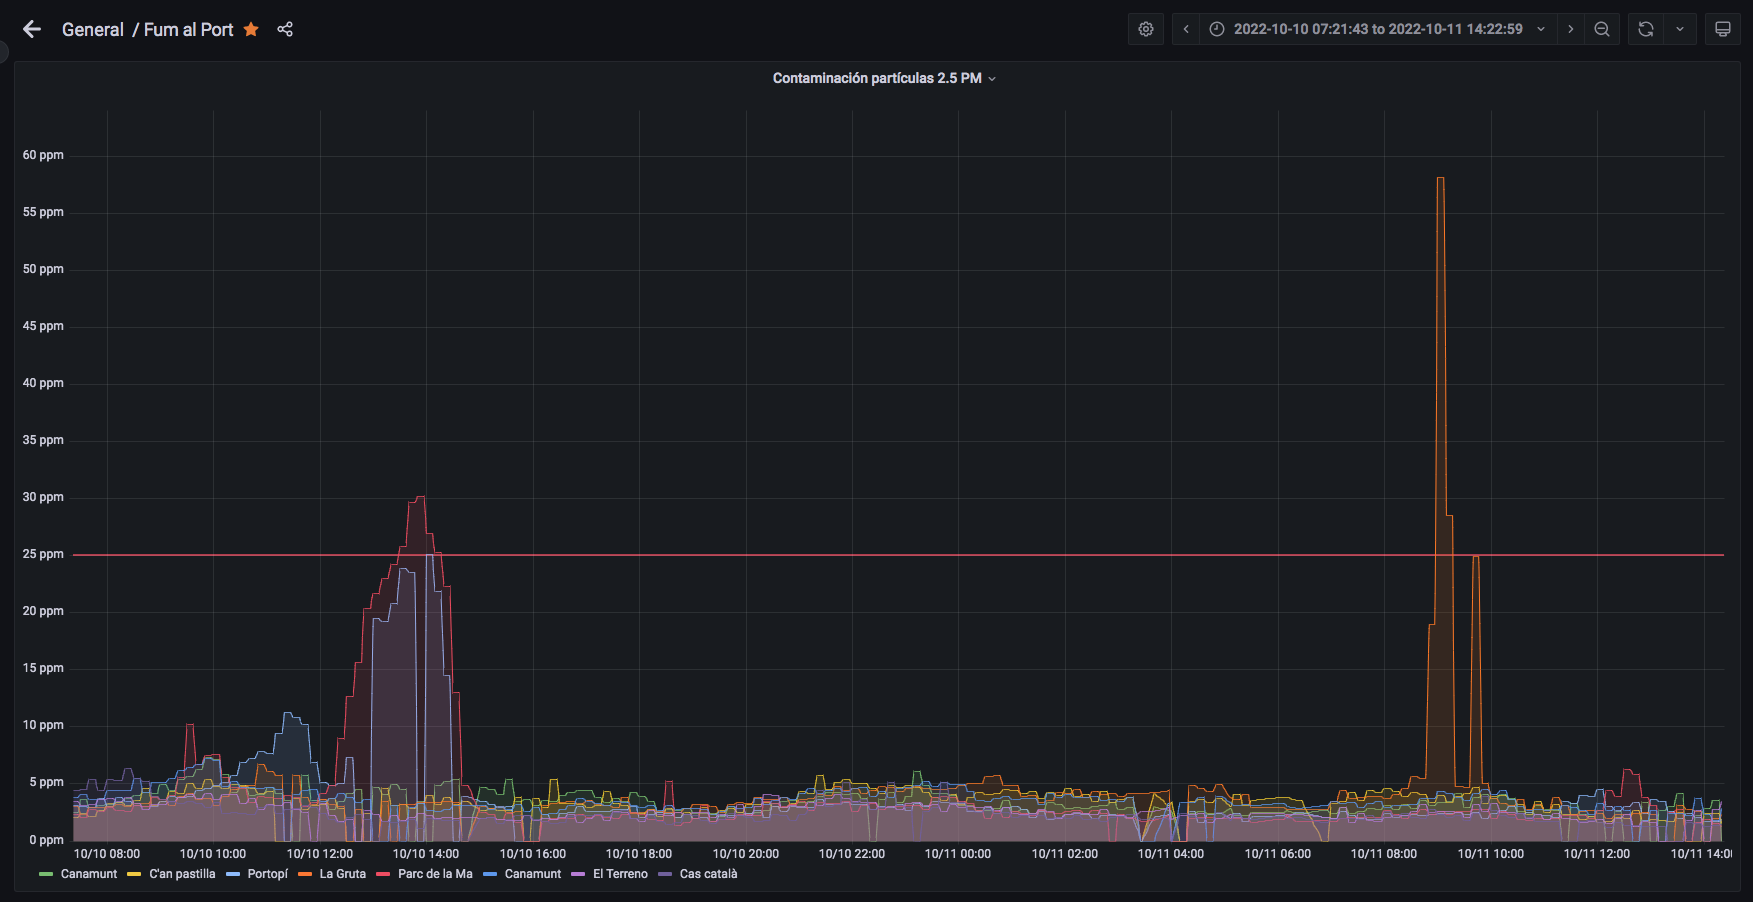 General / Fum al Port
2022-10-10 07:21:43 to 2022-10-11 14:22:59
Contaminación partículas 2.5 PM
60 ppm
55 ppm
50 ppm
45 ppm
40 ppm
35 ppm
30 ppm
25 ppm
20 ppm
15 ppm
10 ppm
5 ppm
0 ppm
10/10 08:00 10/10 10:00 10/10 12:00 10/10 14:00 10/10 16:00 10/10 18:00 10/10 20:00 10/10 22:00 10/11 00:00 10/11 02:00 10/11 04:00 10/11 06:00 10/11 08:00 10/11 10:00 10/11 12:00 10/11 14:0
Canamunt C'an pastilla Portopí La Gruta Parc de la Ma Canamunt El Terreno Cas català